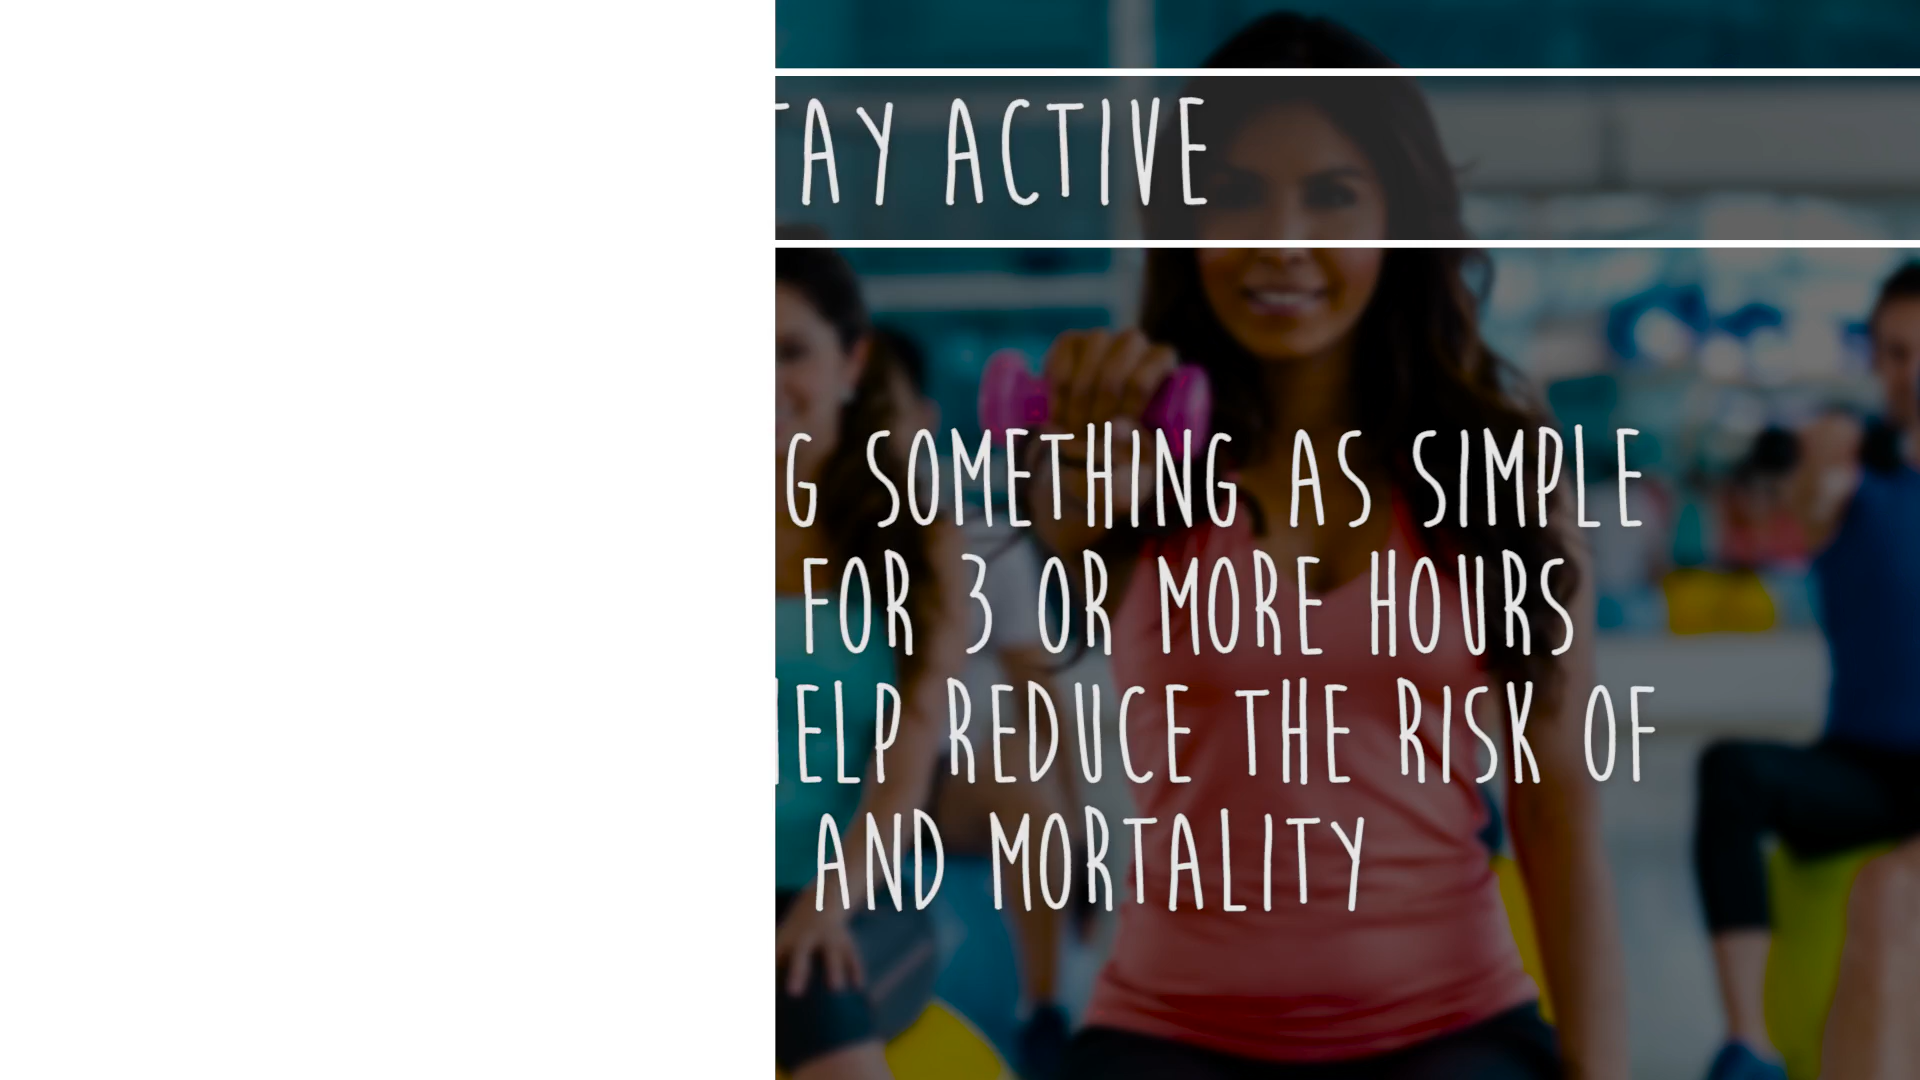 TAY ACTIVE
G SOMETHING AS SIMPLE
FOR 3 OR MORE HOURS
ELP REDUCE THE RISK OF
AND MORTALITY